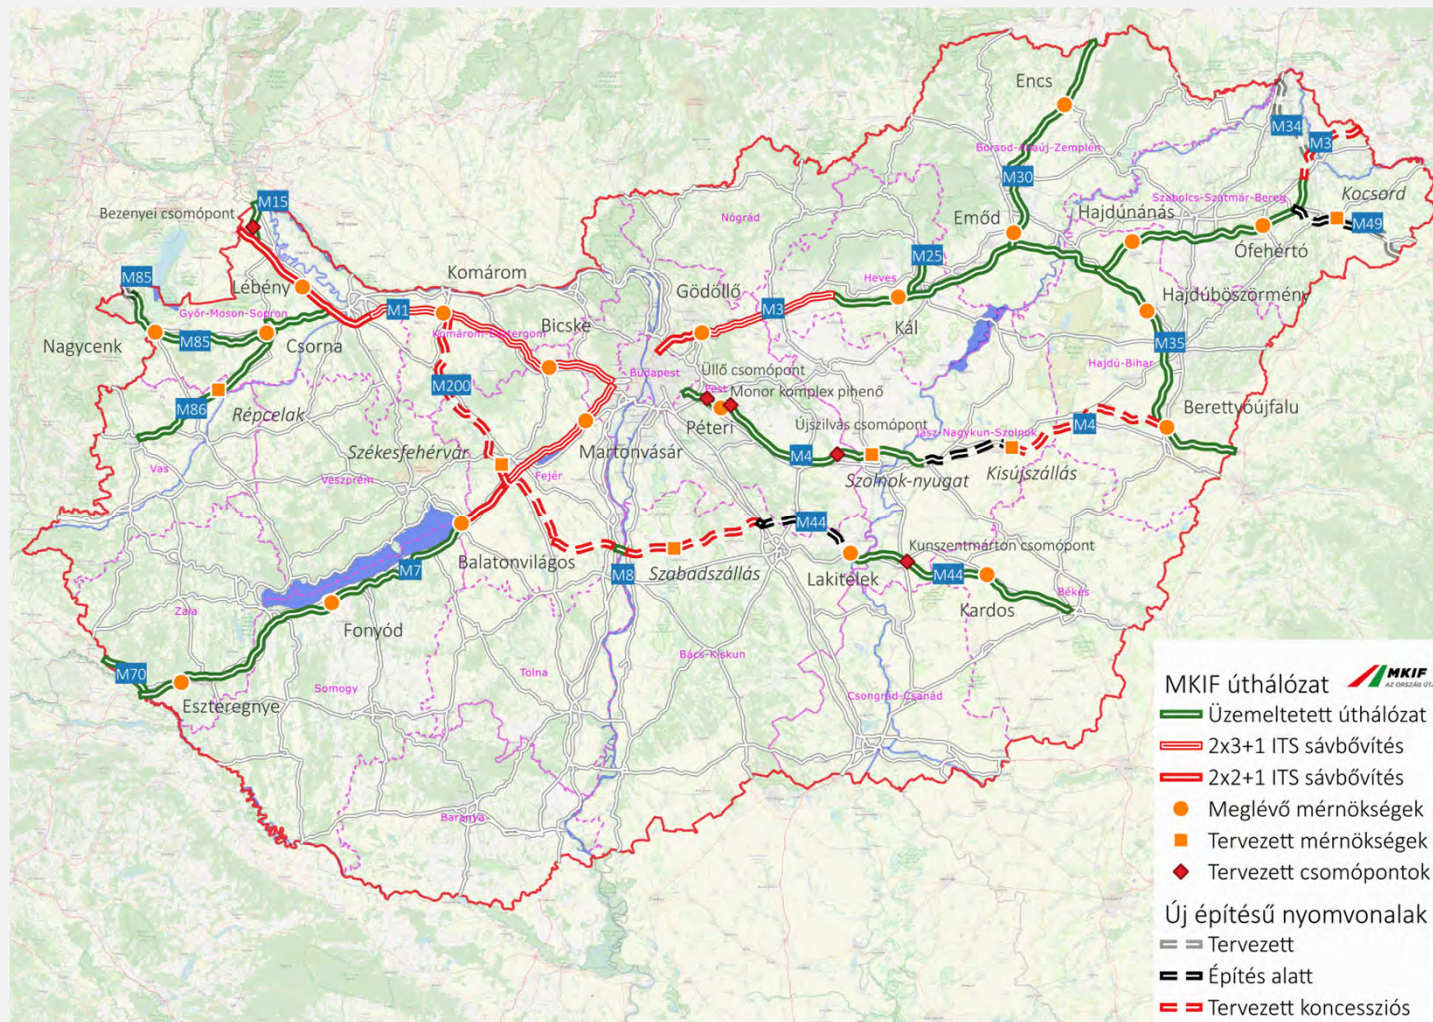 Encs
M34
M3
Borsod-Abaúj-Zemplén
M30
Kocsord
Szabolcs-Szatmár-Bereg
M15
Bezenyei csomópont
Nógrád
Emőd
Hajdúnánás
M49
Ófehértó
M25
Heves
M85
Komárom
Lébény
Gödöllő
Győr-Moson-Sopron
M1
M3
Kál
Hajdúböszörmény
Bicske
Komárom-Esztergom
Nagycenk
M85
Csorna
M35
Hajdú-Bihar
Budapest
Üllő csomópont
M200
Pest
Monor komplex pihenő
M86
Répcelak
Péteri
Újszilvás csomópont
Berettyóújfalu
M4
Jász-Nagykun-Szolnok
Székesfehérvár
Martonvásár
M4
Vas
Veszprém
Fejér
Szolnok-nyugat
Kisújszállás
M44
Kunszentmárton csomópont
M7
Balatonvilágos
M8
Szabadszállás
Lakitelek
M44
Kardos
Békés
Zala
Fonyód
Bács-Kiskun
M70
Tolna
Somogy
Eszteregnye
Csongrád-Csanád
Baranya
MKIF úthálózat
MKIF
AZ ORSZÁG ÚTJA
Üzemeltetett úthálózat
2x3+1 ITS sávbővítés
2x2+1 ITS sávbővítés
Meglévő mérnökségek
Tervezett mérnökségek
Tervezett csomópontok
Új építésű nyomvonalak
Tervezett
Építés alatt
Tervezett koncessziós